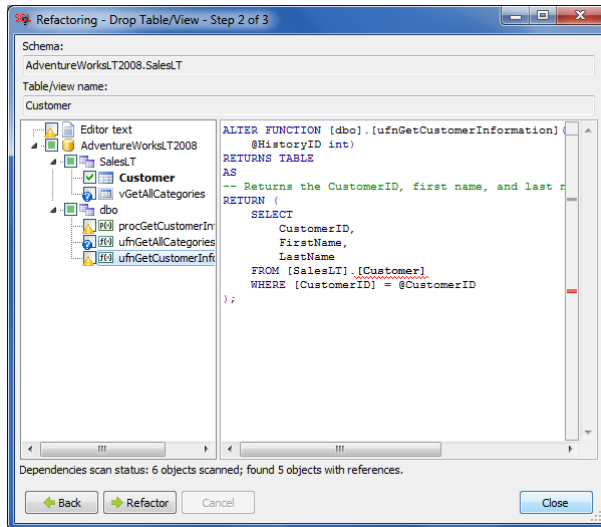 Refactoring - Drop Table/View - Step 2 of 3
Schema:
AdventureWorksLT2008.SalesLT
Table/view name:
Customer
Editor text
AdventureWorksLT2008
SalesLT
Customer
vGetAllCategories
dbo
procGetCustomerIn
ufnGetAllCategories
ufnGetCustomerInfo
ALTER FUNCTION [dbo].[ufnGetCustomerInformation](
@HistoryID int)
RETURNS TABLE
AS
-- Returns the CustomerID, first name, and last n
RETURN (
SELECT
CustomerID,
FirstName,
LastName
FROM [SalesLT].[Customer]
WHERE [CustomerID] = @CustomerID
);
Dependencies scan status: 6 objects scanned; found 5 objects with references.
Back
Refactor
Cancel
Close